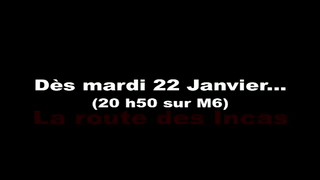 Dès mardi 22 Janvier...
(20 h50 sur M6)
La route des Incas